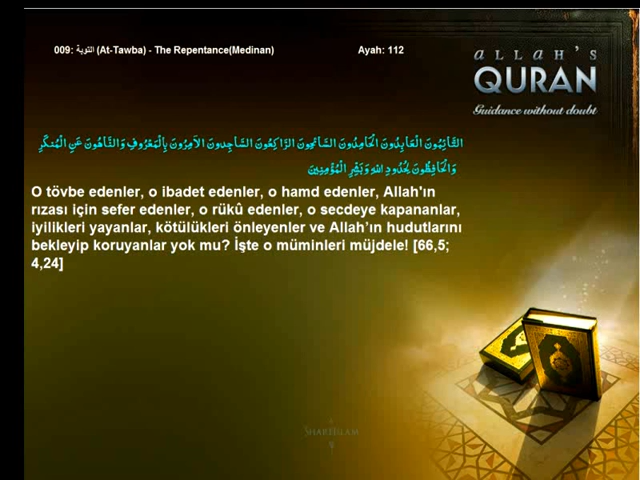 009: التوبة (At-Tawba) - The Repentance(Medinan) Ayah: 112
ALLAH'S
QURAN
Guidance without doubt
التَّائِبُونَ الْعَابِدُونَ الْحَامِدُونَ السَّائِحُونَ الرَّاكِعُونَ السَّاجِدونَ الآمِرُونَ بِالْمَعْرُوفِ وَالنَّاهُونَ عَنِ الْمُنكَرِ
وَالْحَافِظُونَ لِحُدُودِ اللّهِ وَبَشِّرِ الْمُؤْمِنِينَ
O tövbe edenler, o ibadet edenler, o hamd edenler, Allah'ın
rızası için sefer edenler, o rükû edenler, o secdeye kapananlar,
iyilikleri yayanlar, kötülükleri önleyenler ve Allah’ın hudutlarını
bekleyip koruyanlar yok mu? İşte o müminleri müjdele! [66,5;
4,24]
SHAREISLAM